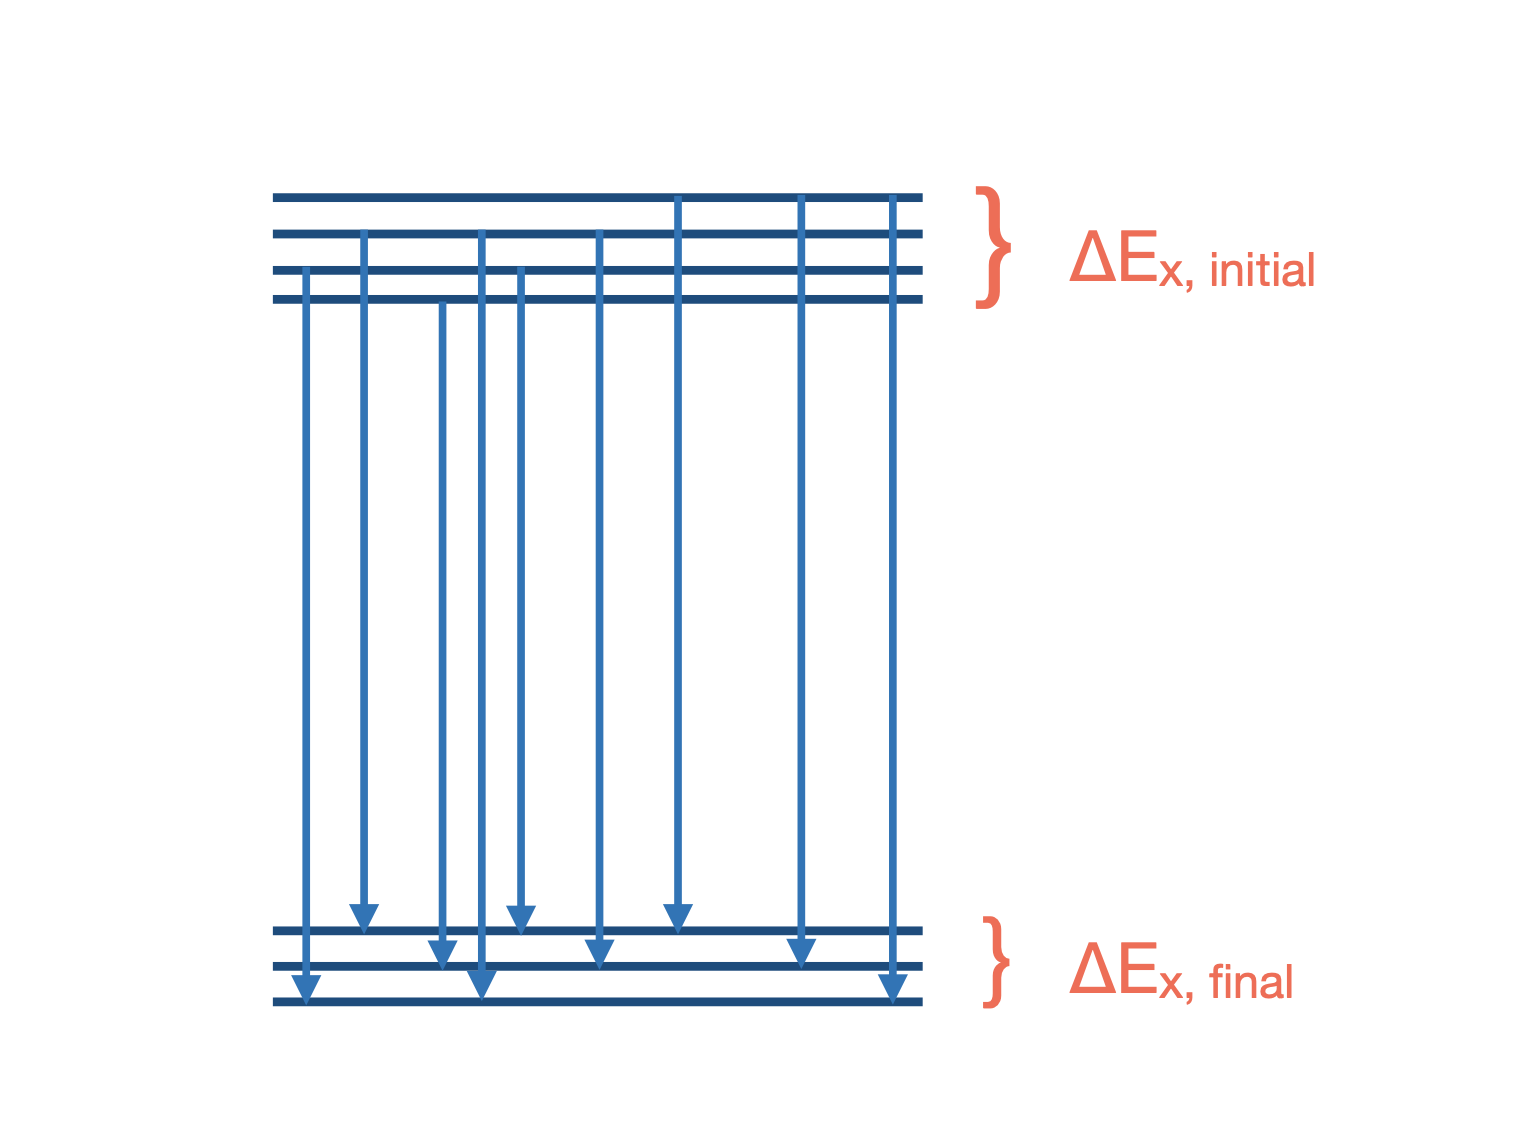 ΔEx, initial
ΔEx, final